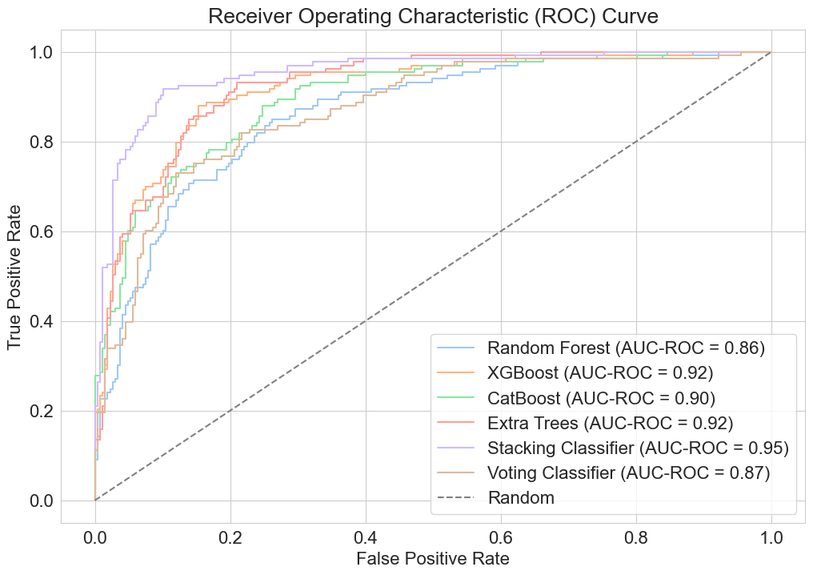 Receiver Operating Characteristic (ROC) Curve
1.0
0.8
0.6
0.4
0.2
0.0
True Positive Rate
Random Forest (AUC-ROC = 0.86)
XGBoost (AUC-ROC = 0.92)
CatBoost (AUC-ROC = 0.90)
Extra Trees (AUC-ROC = 0.92)
Stacking Classifier (AUC-ROC = 0.95)
Voting Classifier (AUC-ROC = 0.87)
Random
0.0 0.2 0.4 0.6 0.8 1.0
False Positive Rate